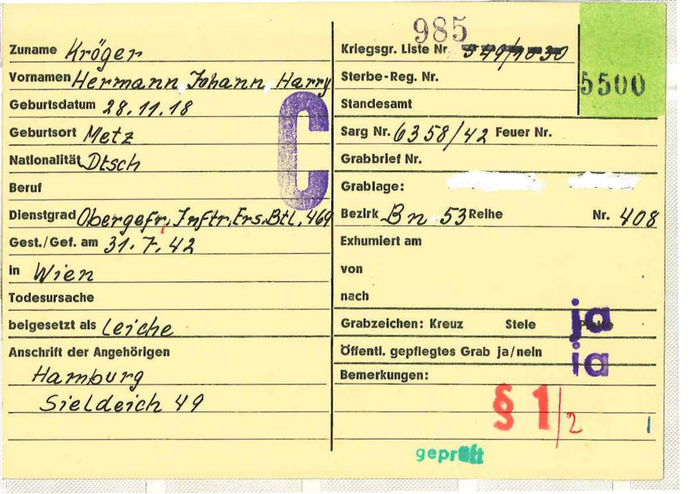 Zuname Kröger
Vornamen Hermann Johann Harry
Geburtsdatum 28.11.18
Geburtsort Metz
Nationalität Dtsch
Beruf
Dienstgrad Obergefr, Inftr, Ers. Btl, 469
Gest./Gef. am 31.7.42
in Wien
Todesursache
beigesetzt als Leiche
Anschrift der Angehörigen
Hamburg
Sieldeich 49
C
985
Kriegsgr. Liste Nr
5500
Sterbe-Reg. Nr.
Standesamt
Sarg Nr. 6358/42 Feuer Nr.
Grabbrief Nr.
Grablage:
Bezirk Bn 53 Reihe Nr. 408
Exhumiert am
von
nach
Grabzeichen: Kreuz Stele ja
Öffentl. gepflegtes Grab ja/nein ja
Bemerkungen:
§ 1/2
1
geprüft